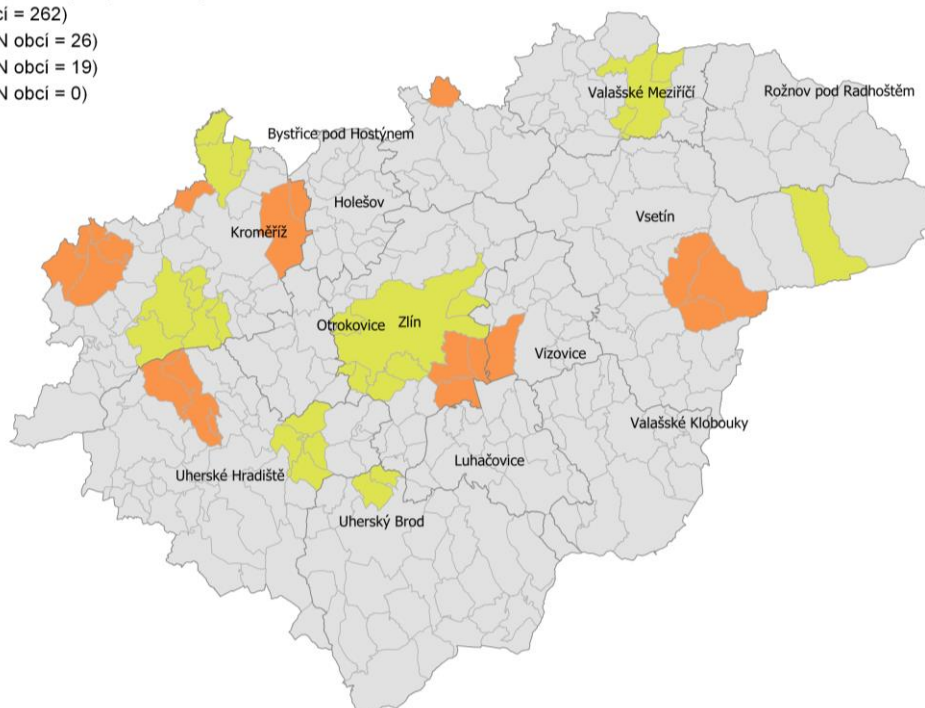 cí = 262)
N obcí = 26)
N obcí = 19)
N obcí = 0)
Valašské Meziříčí
Rožnov pod Radhoštěm
Bystřice pod Hostýnem
Holešov
Vsetín
Kroměříž
Otrokovice
Zlín
Vizovice
Valašské Klobouky
Luhačovice
Uherské Hradiště
Uherský Brod